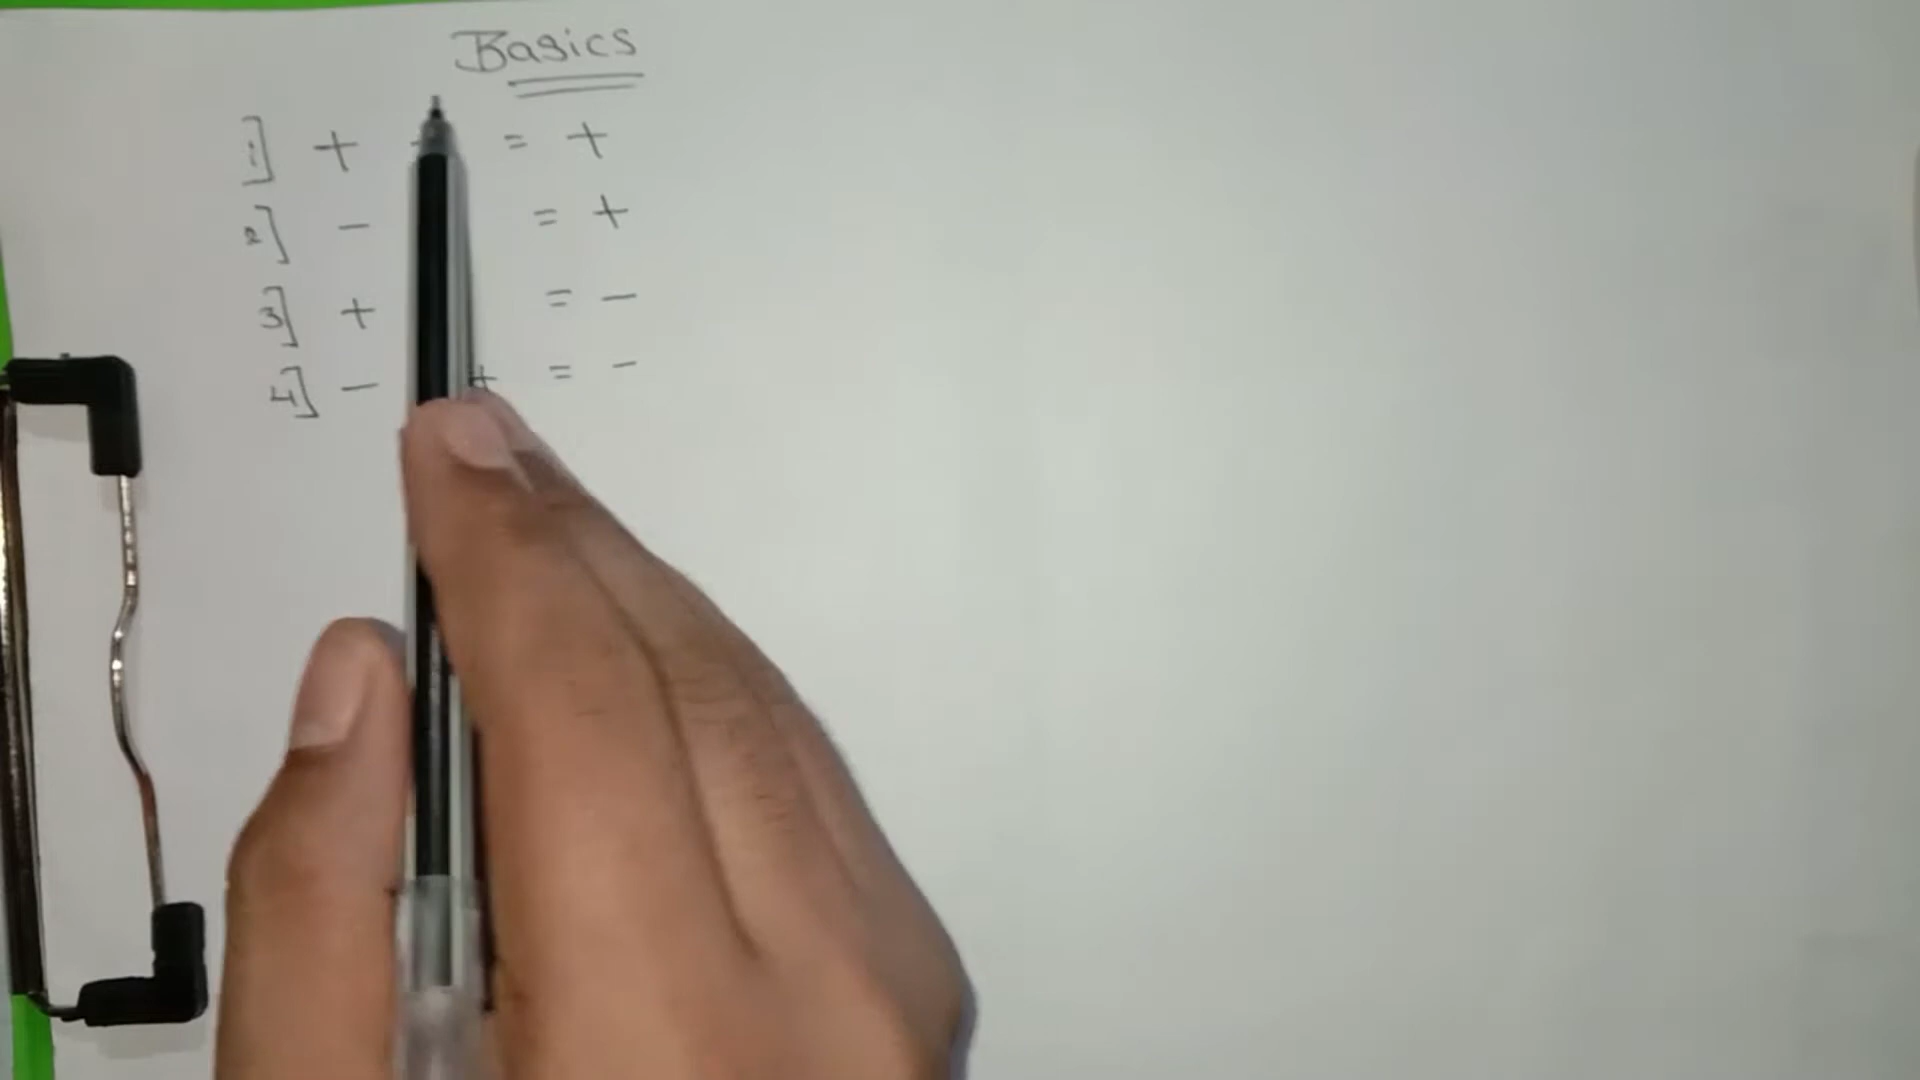 Basics
1] + = +
2] - = +
3] + = -
4] - + = -